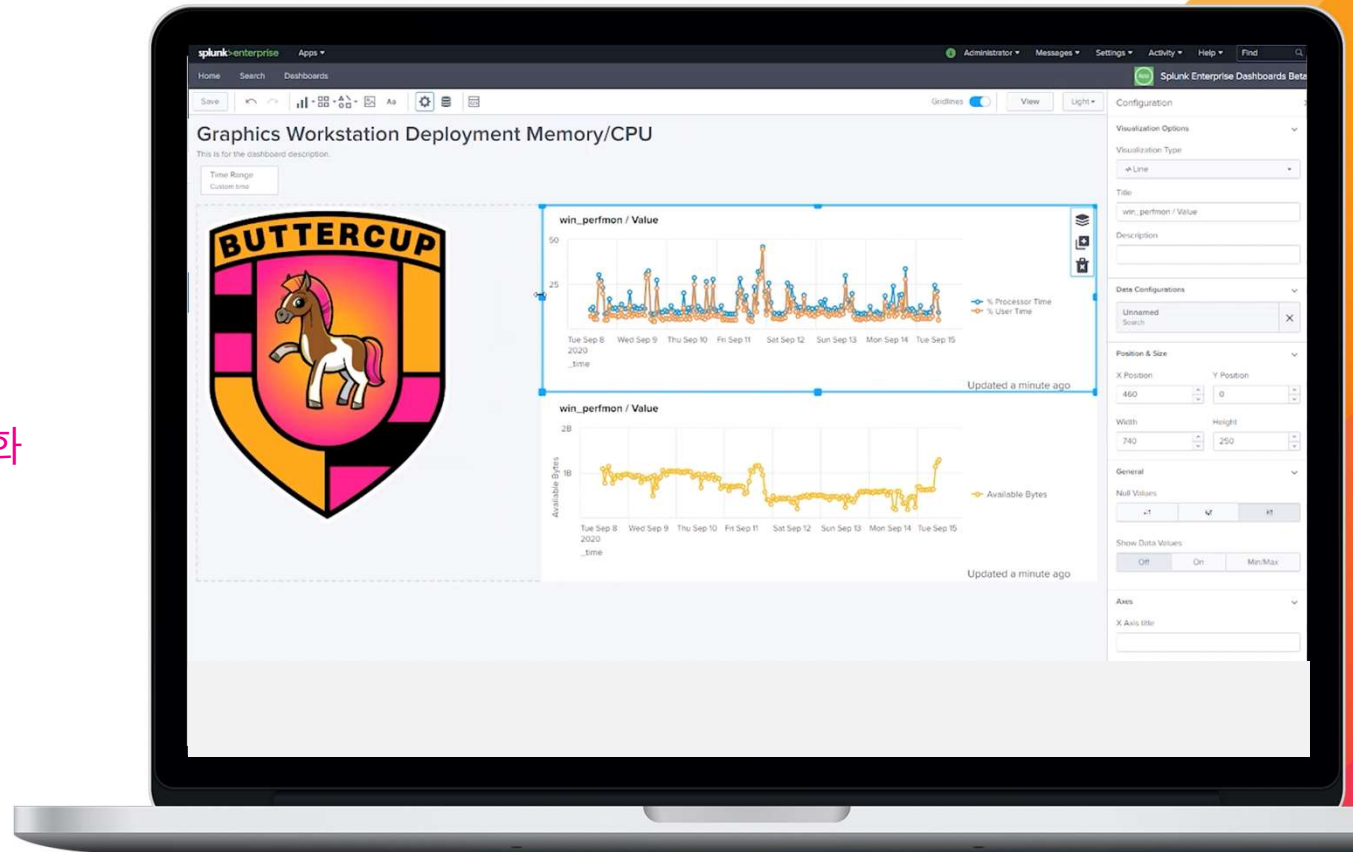 화
splunk>enterprise Apps Administrator Messages Settings Activity Help Find
Home Search Dashboards App Splunk Enterprise Dashboards Beta
Save Aa Gridlines View Light Configuration
Graphics Workstation Deployment Memory/CPU
This is for the dashboard description.
Time Range
Custom time
BUTTERCUP
win_perfmon / Value
50
25
% Processor Time
% User Time
Tue Sep 8 Wed Sep 9 Thu Sep 10 Fri Sep 11 Sat Sep 12 Sun Sep 13 Mon Sep 14 Tue Sep 15
2020
_time
Updated a minute ago
win_perfmon / Value
2B
1B
Available Bytes
Available Bytes
Tue Sep 8 Wed Sep 9 Thu Sep 10 Fri Sep 11 Sat Sep 12 Sun Sep 13 Mon Sep 14 Tue Sep 15
2020
_time
Updated a minute ago
Visualization Options
Visualization Type
Line
Title
win_perfmon / Value
Description
Data Configurations
Unnamed
Search
Position & Size
X Position Y Position
460 0
Width Height
740 250
General
Null Values
Show Data Values
Off On Min/Max
Axes
X Axis title